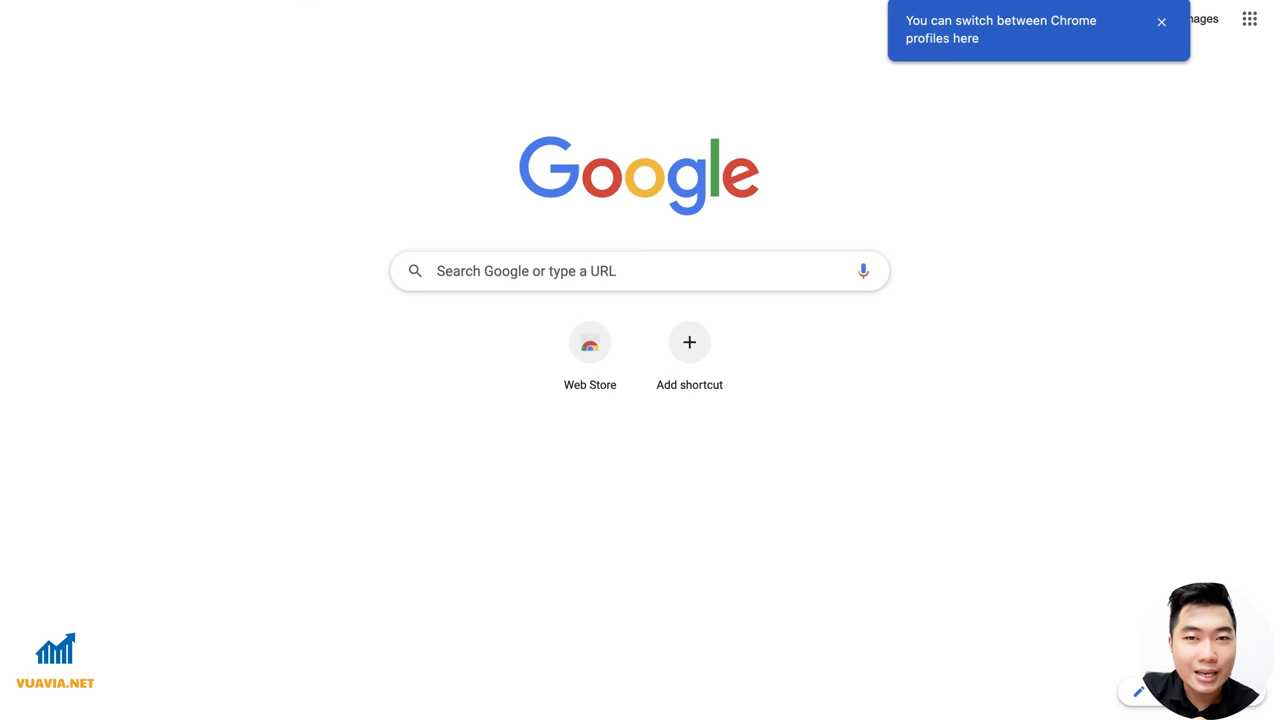 You can switch between Chrome
profiles here
Google
Search Google or type a URL
Web Store
Add shortcut
VUAVIA.NET